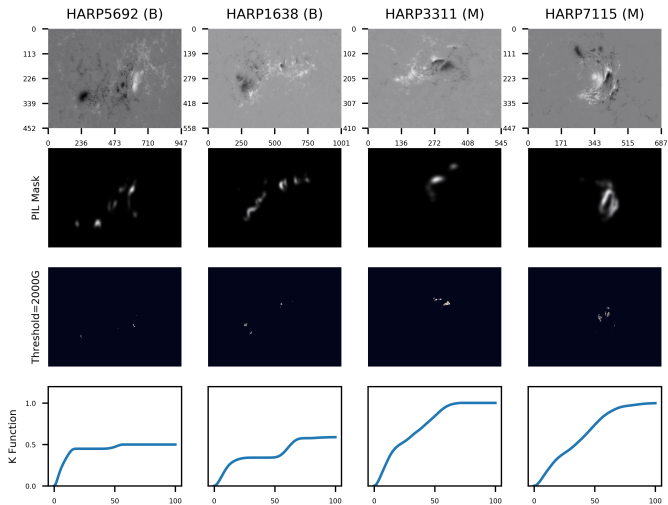 HARP5692 (B) HARP1638 (B) HARP3311 (M) HARP7115 (M)
0 0 0 0
113 139 102 111
226 279 205 223
339 418 307 335
452 558 410 447
0 236 473 710 947 0 250 500 750 1001 0 136 272 408 545 0 171 343 515 687
PIL Mask
Threshold=2000G
K Function
1.0
0.5
0.0
0 50 100 0 50 100 0 50 100 0 50 100